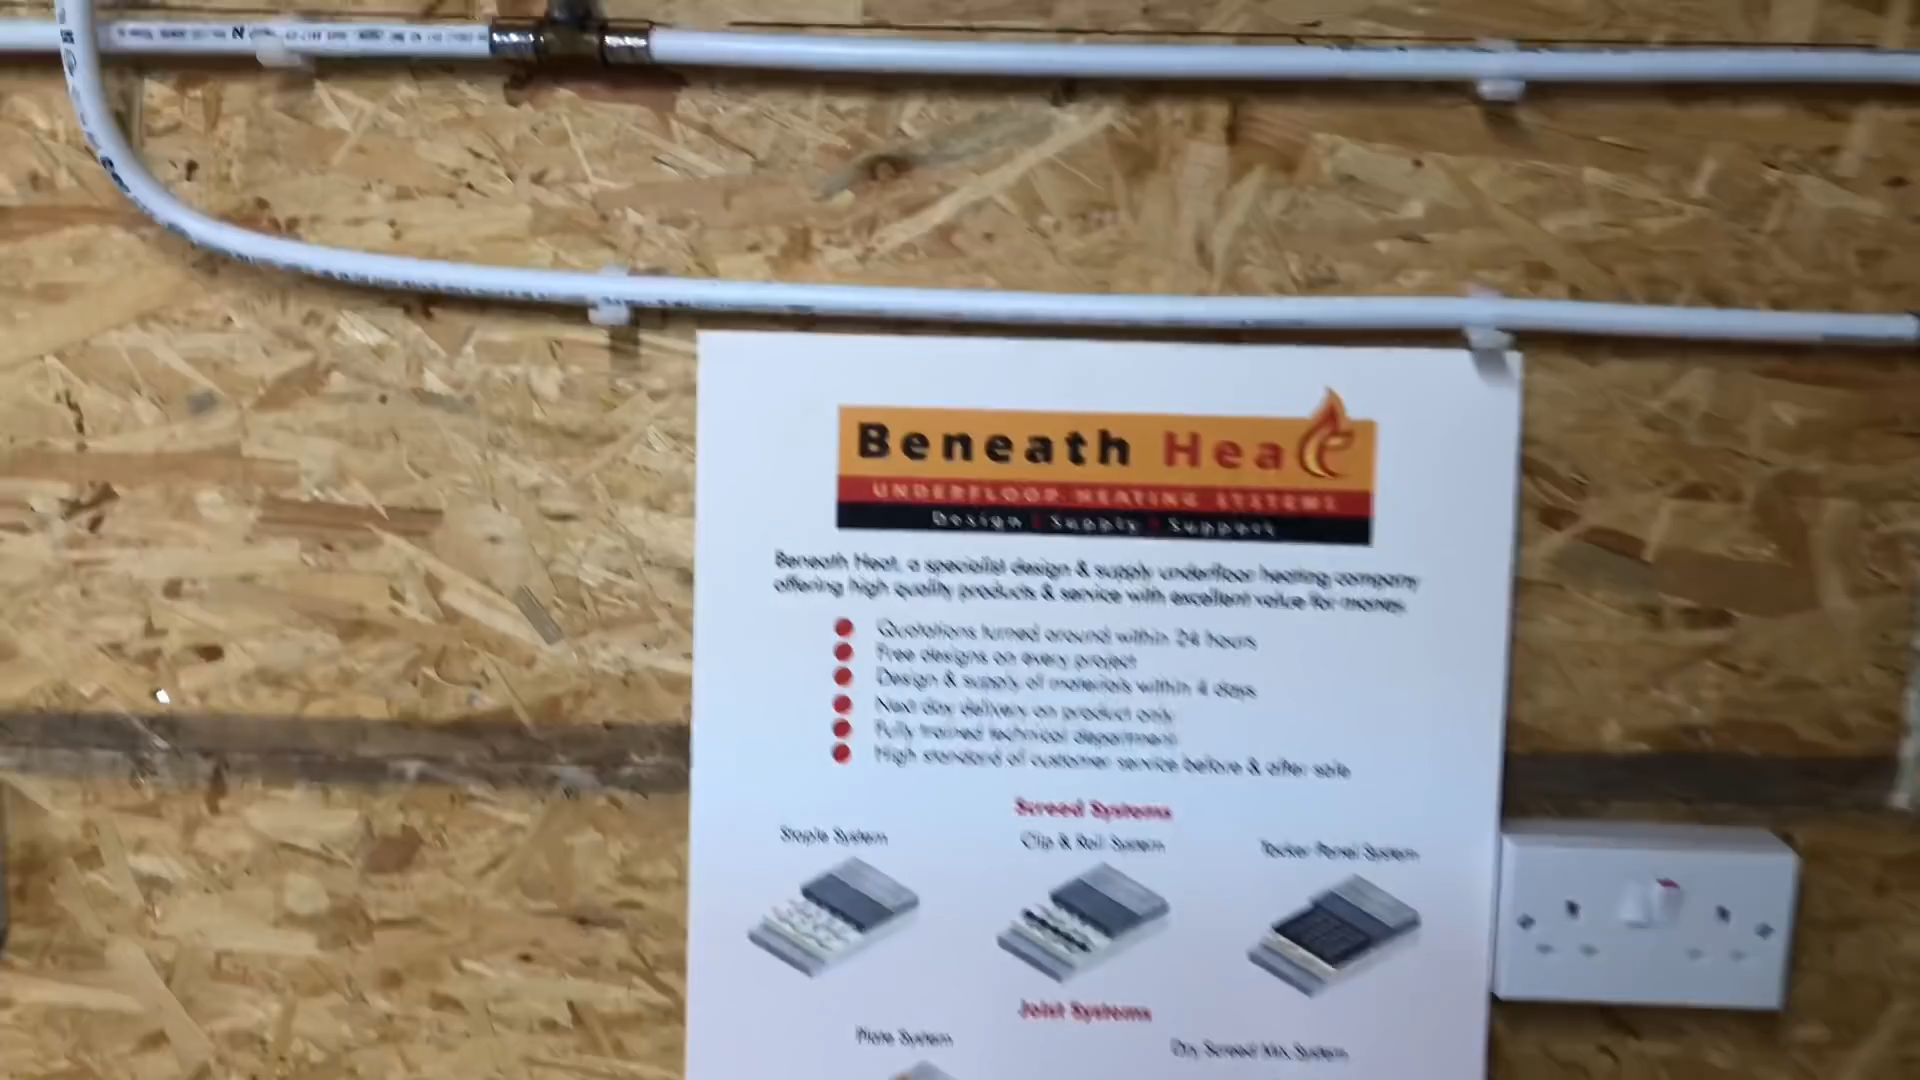 Beneath Heat
UNDERFLOOR HEATING SYSTEMS
Design Supply Support
Beneath Heat, a specialist design & supply underfloor heating company
offering high quality products & service with excellent value for money
Quotations turned around within 24 hours
Free designs on every project
Design & supply of materials within 4 days
Next day delivery on product only
Fully trained technical department
High standard of customer service before & after sale
Screed Systems
Staple System
Clip & Rail System
Tacker Panel System
Joist Systems
Plate System
Dry Screed Mix System